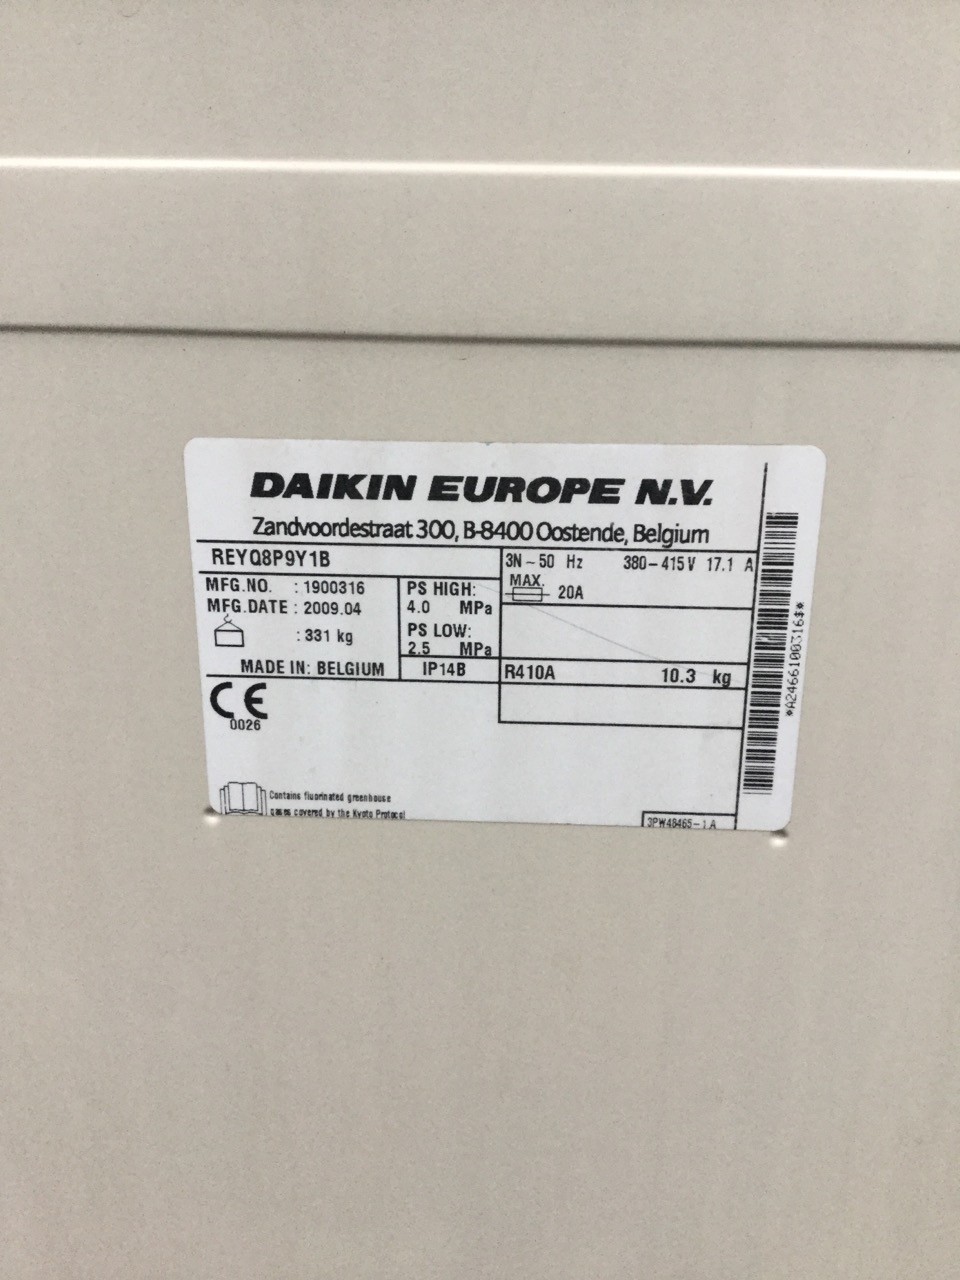 DAIKIN EUROPE N.V.
Zandvoordestraat 300, B-8400 Oostende, Belgium
REYQ8P9Y1B
3N~50 Hz 380-415V 17.1 A
MAX. 20A
MFG.NO. : 1900316
MFG.DATE : 2009.04
: 331 kg
MADE IN: BELGIUM
PS HIGH:
4.0 MPa
PS LOW:
2.5 MPa
IP14B
R410A 10.3 kg
CE
0026
Contains fluorinated greenhouse
gases covered by the Kyoto Protocol
3PW48465-1 A
*A2466100316$*